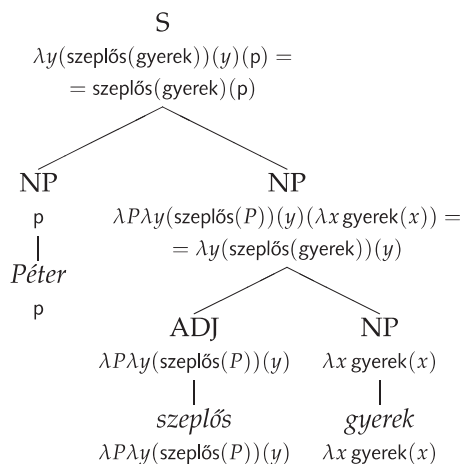 S
λy(szeplős(gyerek))(y)(p) =
= szeplős(gyerek)(p)
NP NP
p λPλy(szeplős(P))(y)(λx gyerek(x)) =
= λy(szeplős(gyerek))(y)
Péter
p
ADJ NP
λPλy(szeplős(P))(y) λx gyerek(x)
szeplős gyerek
λPλy(szeplős(P))(y) λx gyerek(x)